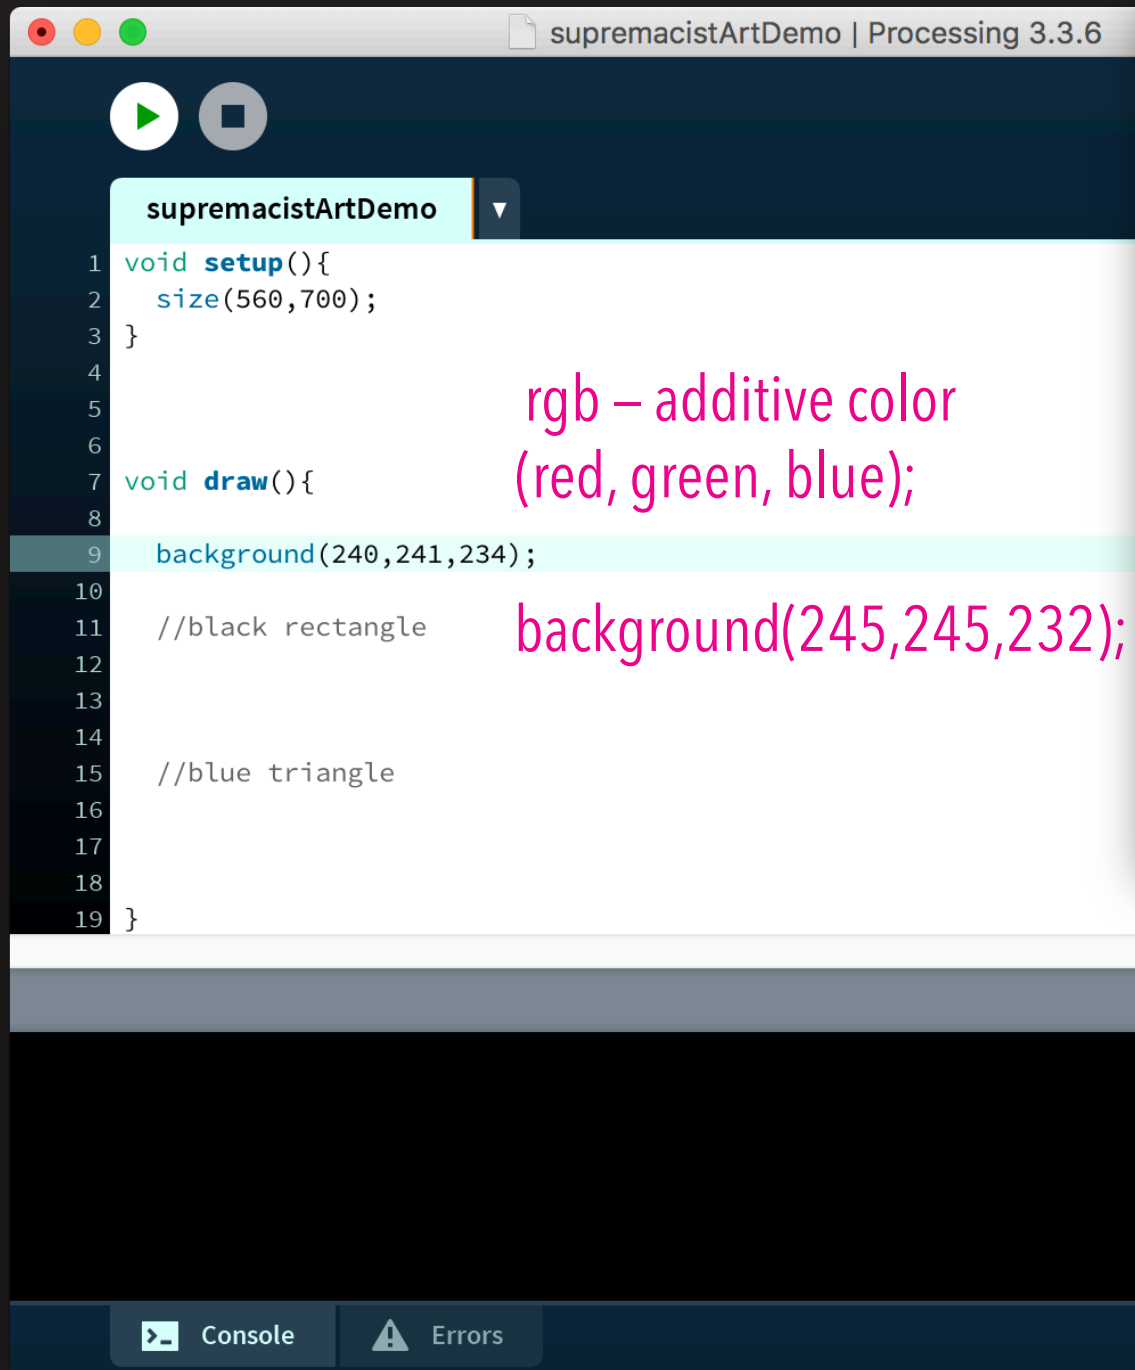 supremacistArtDemo | Processing 3.3.6
supremacistArtDemo ▼
1 void setup(){
2 size(560,700);
3 }
4
5
6
7 void draw(){
8
9 background(240,241,234);
10
11 //black rectangle
12
13
14
15 //blue triangle
16
17
18
19 }
rgb – additive color
(red, green, blue);
background(245,245,232);
>_ Console Errors